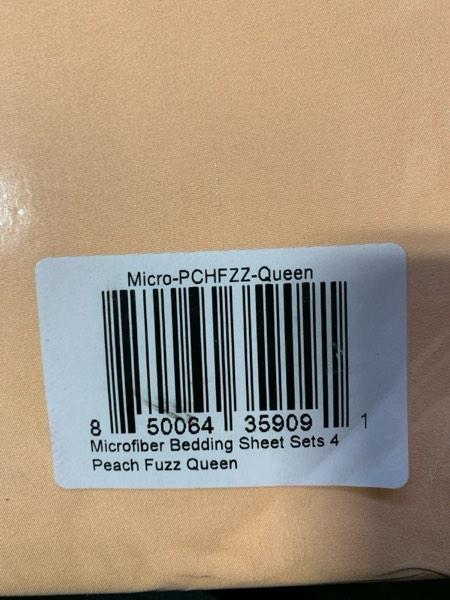 Micro-PCHFZZ-Queen
8 50064 35909 1
Microfiber Bedding Sheet Sets 4
Peach Fuzz Queen